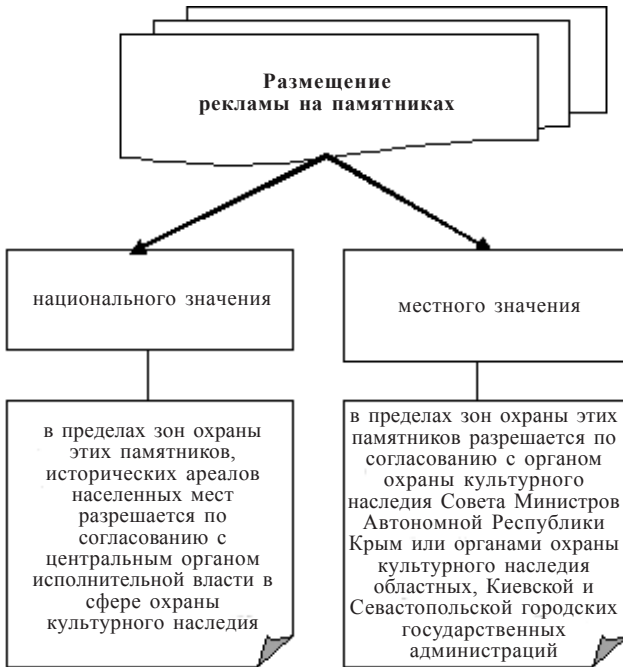 Размещение
рекламы на памятниках
национального значения
местного значения
в пределах зон охраны
этих памятников,
исторических ареалов
населенных мест
разрешается по
согласованию с
центральным органом
исполнительной власти в
сфере охраны
культурного наследия
в пределах зон охраны этих
памятников разрешается по
согласованию с органом
охраны культурного
наследия Совета Министров
Автономной Республики
Крым или органами охраны
культурного наследия
областных, Киевской и
Севастопольской городских
государственных
администраций